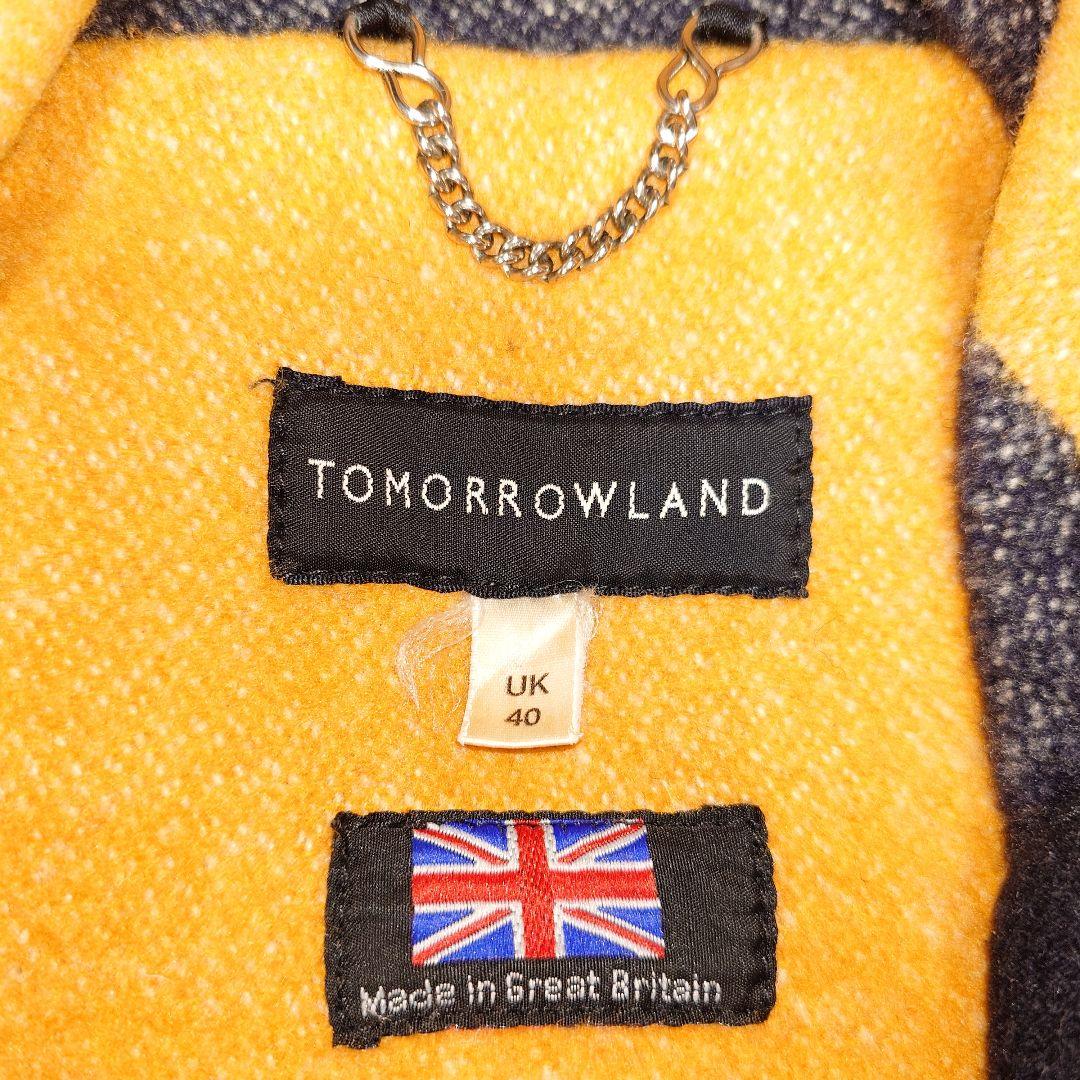 TOMORROWLAND
UK
40
Made in Great Britain